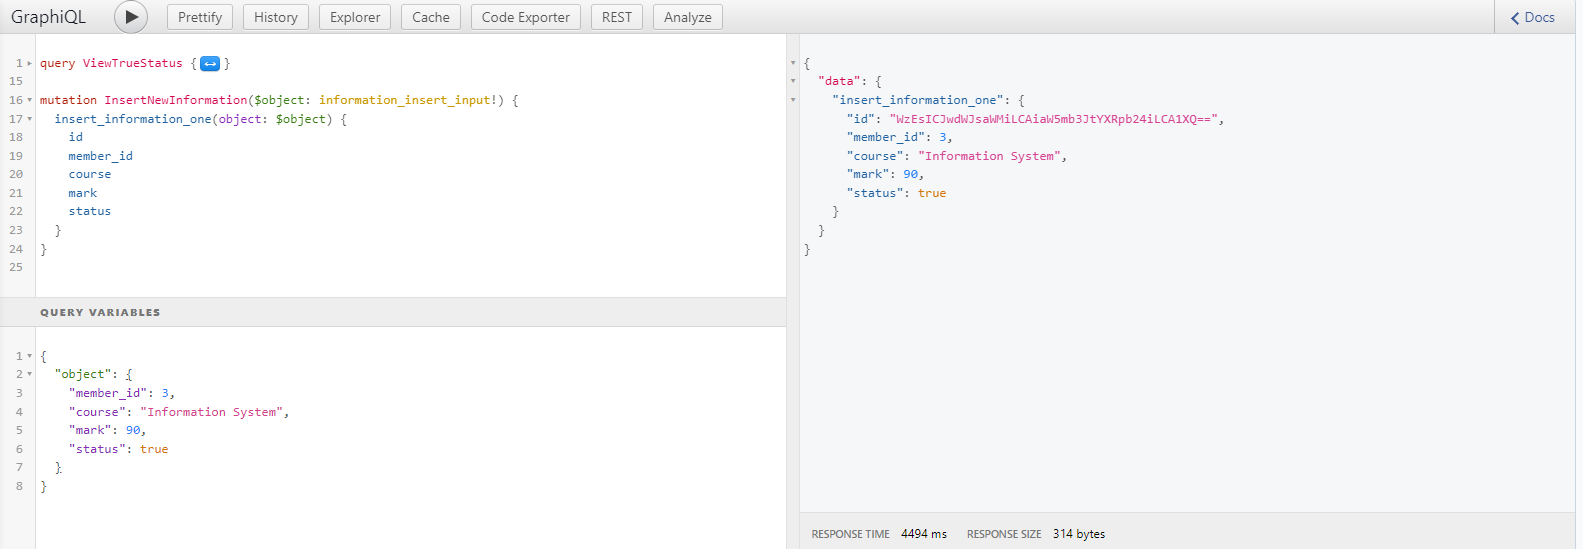 GraphiQL Prettify History Explorer Cache Code Exporter REST Analyze Docs
1 query ViewTrueStatus { ↔ }
15
16 mutation InsertNewInformation($object: information_insert_input!) {
17 insert_information_one(object: $object) {
18 id
19 member_id
20 course
21 mark
22 status
23 }
24 }
25
QUERY VARIABLES
1 {
2 "object": {
3 "member_id": 3,
4 "course": "Information System",
5 "mark": 90,
6 "status": true
7 }
8 }
{
"data": {
"insert_information_one": {
"id": "WzEsICJwdWJsaWMiLCAiaW5mb3JtYXRpb24iLCA1XQ==",
"member_id": 3,
"course": "Information System",
"mark": 90,
"status": true
}
}
}
RESPONSE TIME 4494 ms RESPONSE SIZE 314 bytes